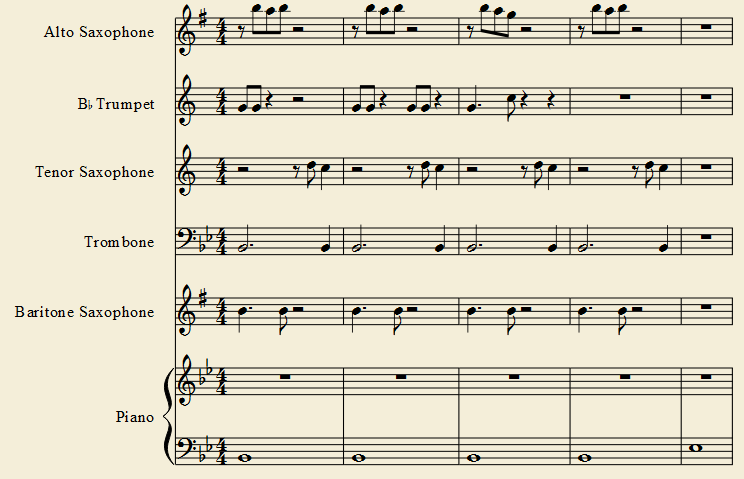 Alto Saxophone
B♭ Trumpet
Tenor Saxophone
Trombone
Baritone Saxophone
Piano